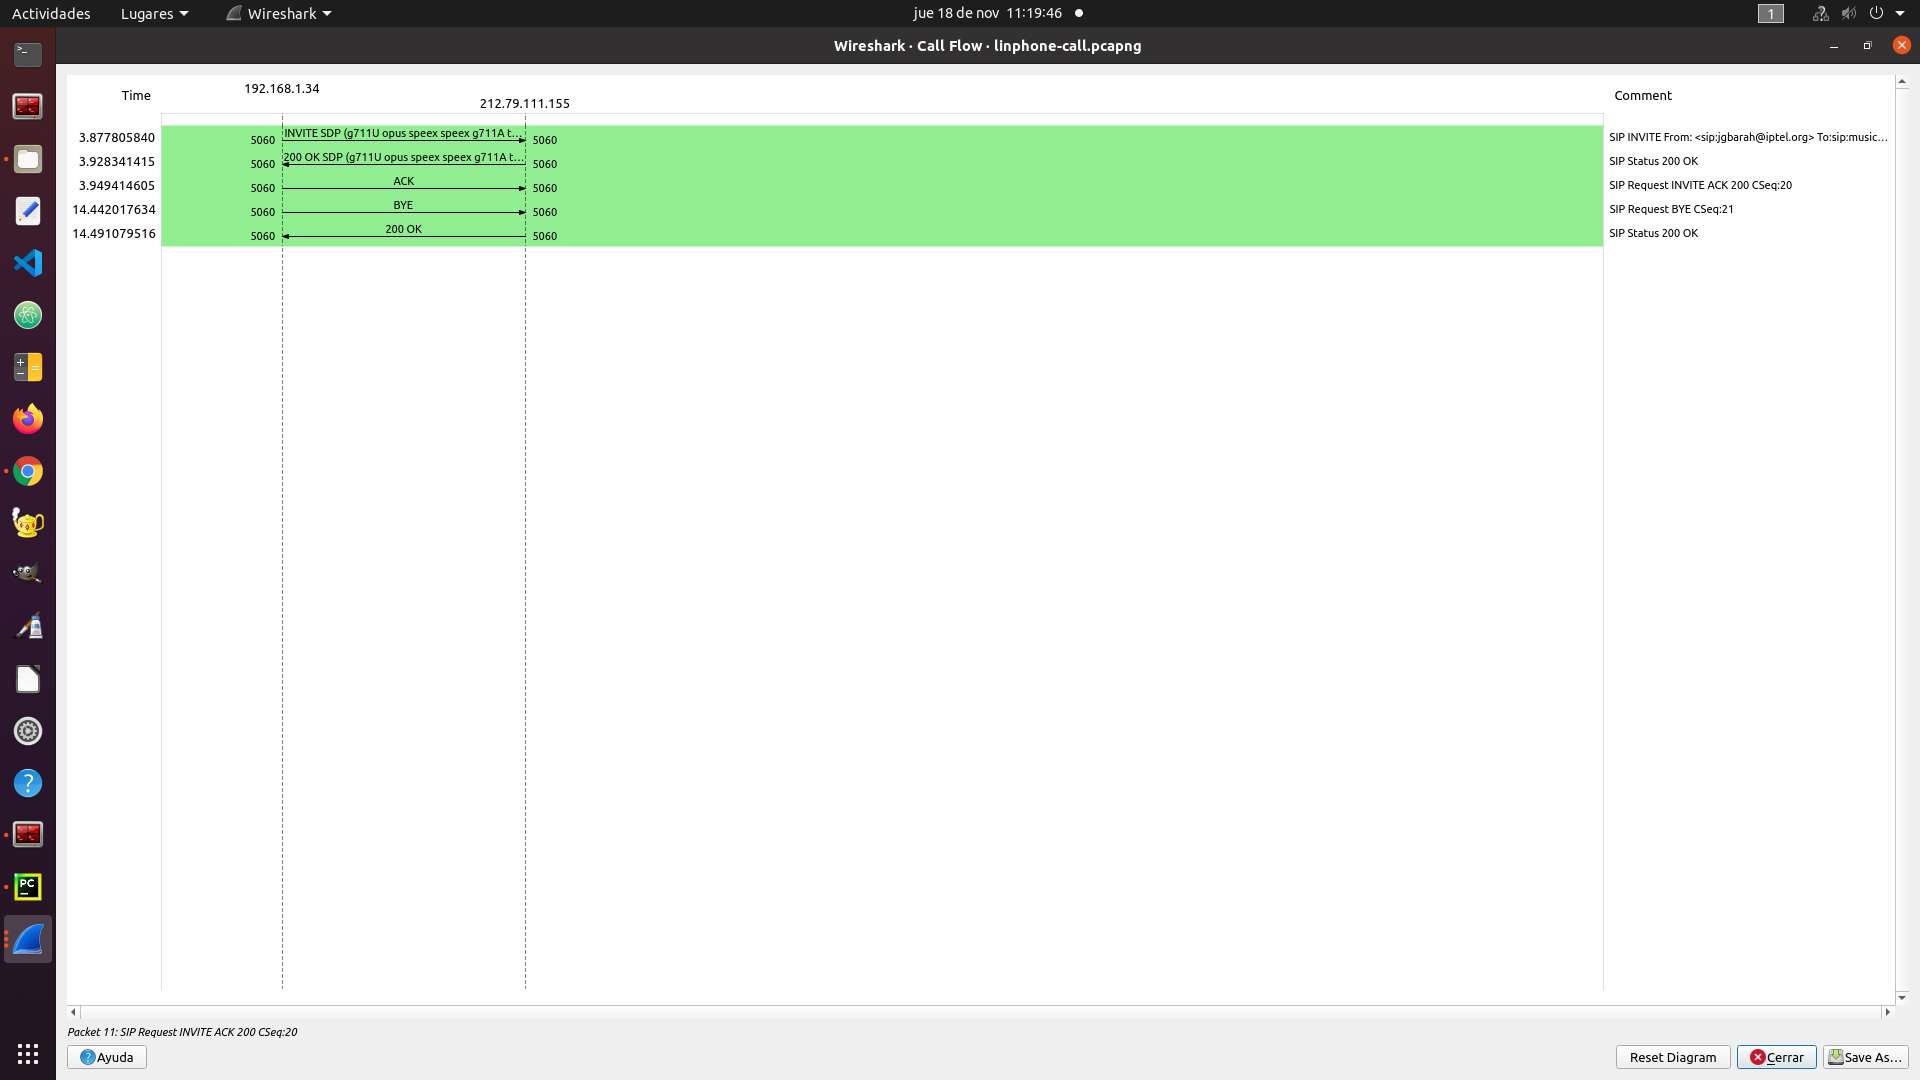 Actividades Lugares Wireshark jue 18 de nov 11:19:46 1
Wireshark · Call Flow · linphone-call.pcapng
Time 192.168.1.34 212.79.111.155 Comment
3.877805840 5060 INVITE SDP (g711U opus speex speex g711A t... 5060 SIP INVITE From: <sip:jgbarah@iptel.org> To:sip:music...
3.928341415 5060 200 OK SDP (g711U opus speex speex g711A t... 5060 SIP Status 200 OK
3.949414605 5060 ACK 5060 SIP Request INVITE ACK 200 CSeq:20
14.442017634 5060 BYE 5060 SIP Request BYE CSeq:21
14.491079516 5060 200 OK 5060 SIP Status 200 OK
PC
Packet 11: SIP Request INVITE ACK 200 CSeq:20
Ayuda Reset Diagram Cerrar Save As...